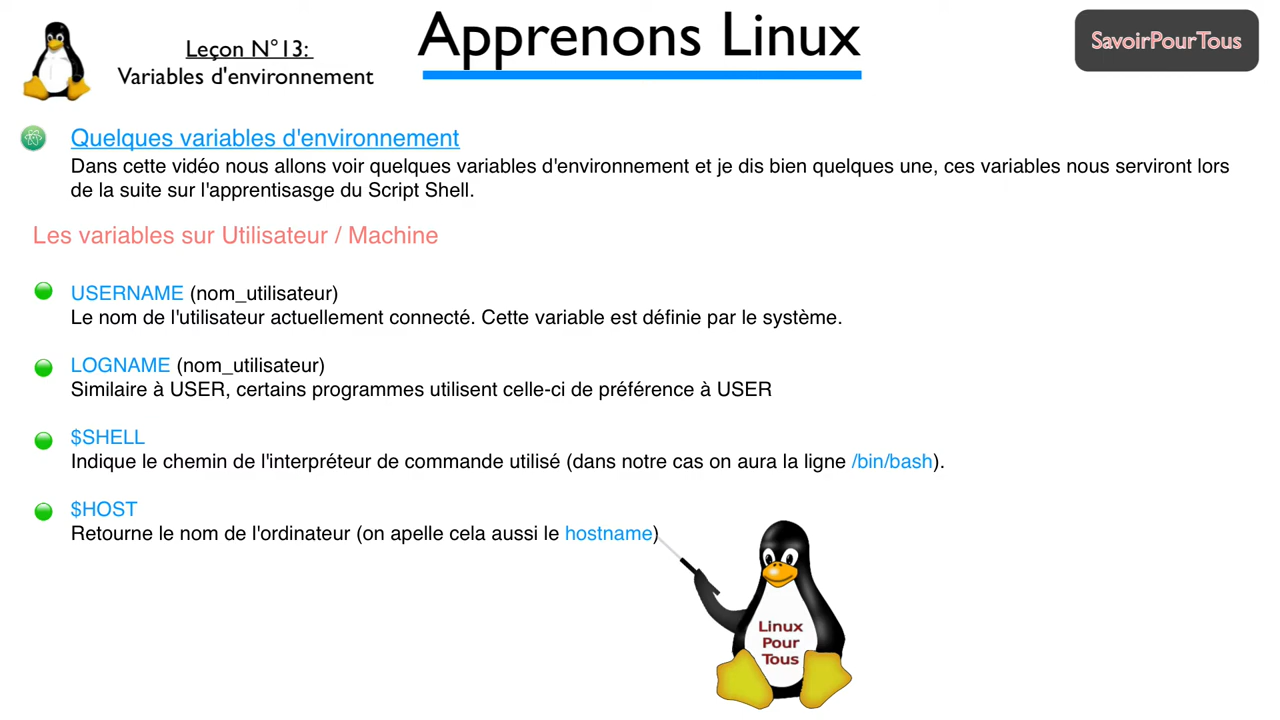 Leçon N°13:
Variables d'environnement
Apprenons Linux
SavoirPourTous
Quelques variables d'environnement
Dans cette vidéo nous allons voir quelques variables d'environnement et je dis bien quelques une, ces variables nous serviront lors
de la suite sur l'apprentisasge du Script Shell.
Les variables sur Utilisateur / Machine
USERNAME (nom_utilisateur)
Le nom de l'utilisateur actuellement connecté. Cette variable est définie par le système.
LOGNAME (nom_utilisateur)
Similaire à USER, certains programmes utilisent celle-ci de préférence à USER
$SHELL
Indique le chemin de l'interpréteur de commande utilisé (dans notre cas on aura la ligne /bin/bash).
$HOST
Retourne le nom de l'ordinateur (on apelle cela aussi le hostname)
Linux
Pour
Tous